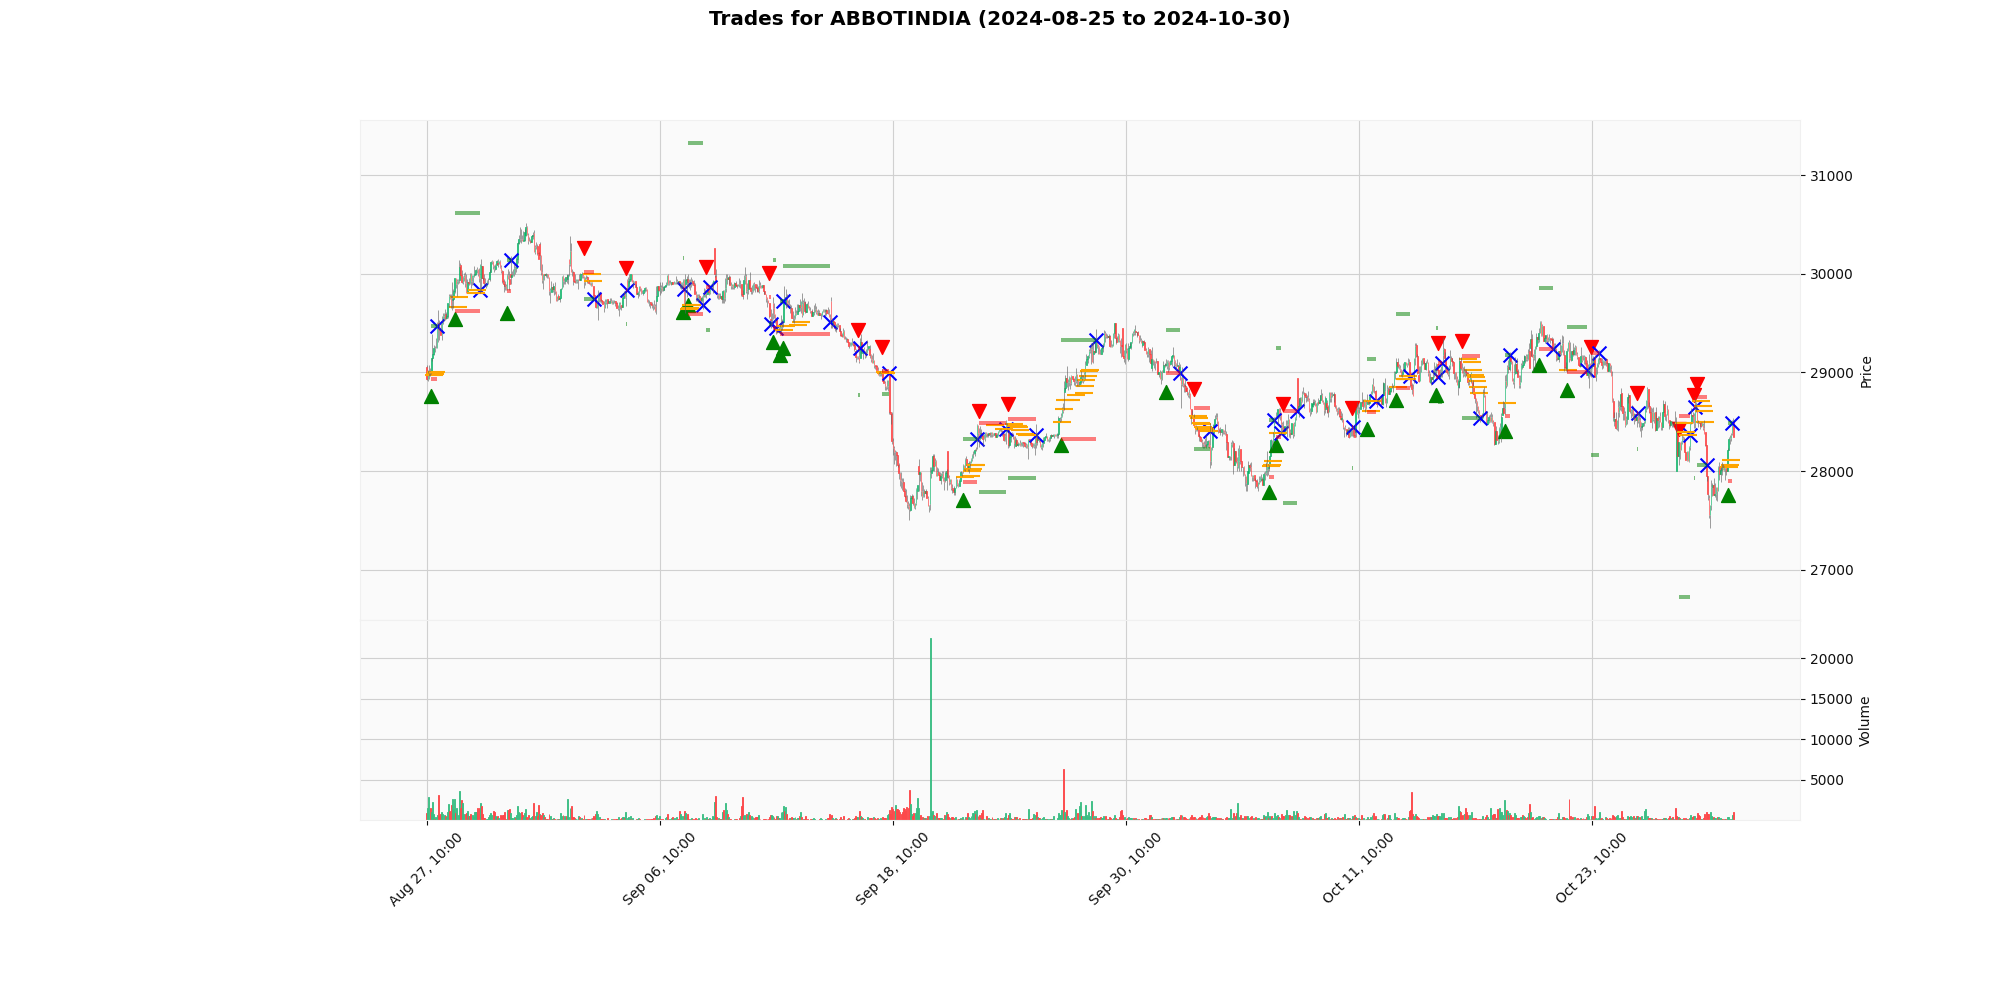 Trades for ABBOTINDIA (2024-08-25 to 2024-10-30)
31000
30000
29000
28000
27000
Price
20000
15000
10000
5000
Volume
Aug 27, 10:00
Sep 06, 10:00
Sep 18, 10:00
Sep 30, 10:00
Oct 11, 10:00
Oct 23, 10:00